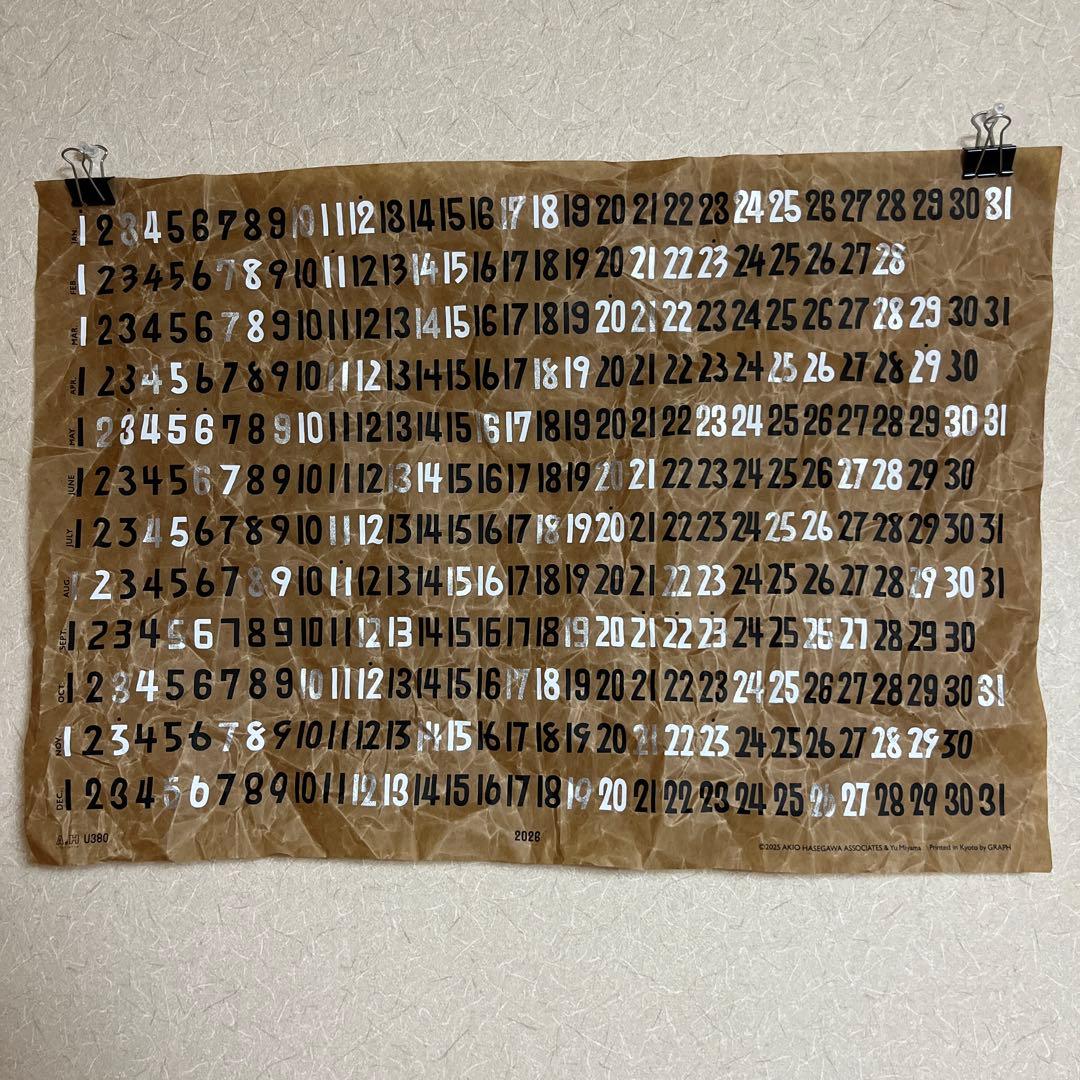 JAN. 1 2 3 4 5 6 7 8 9 10 11 12 13 14 15 16 17 18 19 20 21 22 23 24 25 26 27 28 29 30 31
FEB. 1 2 3 4 5 6 7 8 9 10 11 12 13 14 15 16 17 18 19 20 21 22 23 24 25 26 27 28
MAR. 1 2 3 4 5 6 7 8 9 10 11 12 13 14 15 16 17 18 19 20 21 22 23 24 25 26 27 28 29 30 31
APR. 1 2 3 4 5 6 7 8 9 10 11 12 13 14 15 16 17 18 19 20 21 22 23 24 25 26 27 28 29 30
MAY 1 2 3 4 5 6 7 8 9 10 11 12 13 14 15 16 17 18 19 20 21 22 23 24 25 26 27 28 29 30 31
JUNE 1 2 3 4 5 6 7 8 9 10 11 12 13 14 15 16 17 18 19 20 21 22 23 24 25 26 27 28 29 30
JULY 1 2 3 4 5 6 7 8 9 10 11 12 13 14 15 16 17 18 19 20 21 22 23 24 25 26 27 28 29 30 31
AUG. 1 2 3 4 5 6 7 8 9 10 11 12 13 14 15 16 17 18 19 20 21 22 23 24 25 26 27 28 29 30 31
SEPT. 1 2 3 4 5 6 7 8 9 10 11 12 13 14 15 16 17 18 19 20 21 22 23 24 25 26 27 28 29 30
OCT. 1 2 3 4 5 6 7 8 9 10 11 12 13 14 15 16 17 18 19 20 21 22 23 24 25 26 27 28 29 30 31
NOV. 1 2 3 4 5 6 7 8 9 10 11 12 13 14 15 16 17 18 19 20 21 22 23 24 25 26 27 28 29 30
DEC. 1 2 3 4 5 6 7 8 9 10 11 12 13 14 15 16 17 18 19 20 21 22 23 24 25 26 27 28 29 30 31
A.H U380 2026 ©2025 AKIO HASEGAWA ASSOCIATES & Yu Miyama Printed in Kyoto by GRAPH